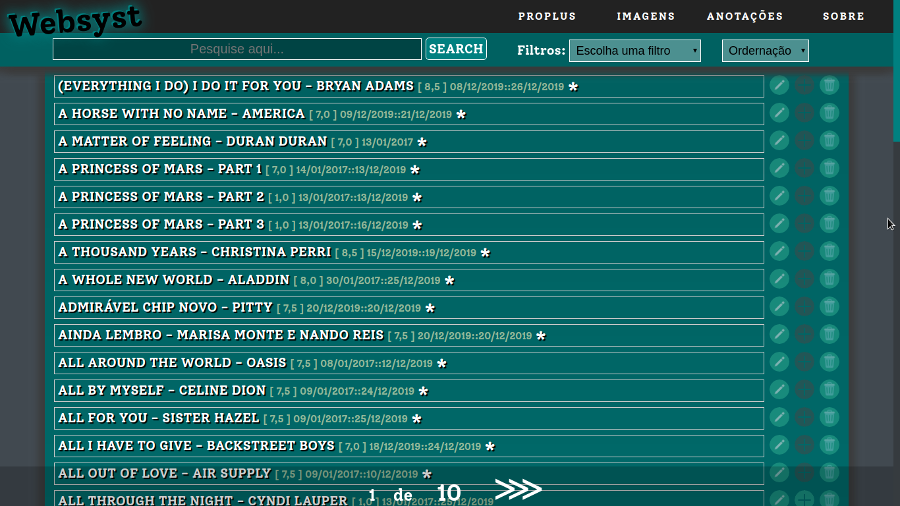 Websyst PROPLUS IMAGENS ANOTAÇÕES SOBRE
Pesquise aqui... SEARCH Filtros: Escolha uma filtro Ordernação
(EVERYTHING I DO) I DO IT FOR YOU – BRYAN ADAMS [ 8,5 ] 08/12/2019::26/12/2019 *
A HORSE WITH NO NAME – AMERICA [ 7,0 ] 09/12/2019::21/12/2019 *
A MATTER OF FEELING – DURAN DURAN [ 7,0 ] 13/01/2017 *
A PRINCESS OF MARS – PART 1 [ 7,0 ] 14/01/2017::13/12/2019 *
A PRINCESS OF MARS – PART 2 [ 1,0 ] 13/01/2017::13/12/2019 *
A PRINCESS OF MARS – PART 3 [ 1,0 ] 13/01/2017::16/12/2019 *
A THOUSAND YEARS – CHRISTINA PERRI [ 8,5 ] 15/12/2019::19/12/2019 *
A WHOLE NEW WORLD – ALADDIN [ 8,0 ] 30/01/2017::25/12/2019 *
ADMIRÁVEL CHIP NOVO – PITTY [ 7,5 ] 20/12/2019::20/12/2019 *
AINDA LEMBRO – MARISA MONTE E NANDO REIS [ 7,5 ] 20/12/2019::20/12/2019 *
ALL AROUND THE WORLD – OASIS [ 7,5 ] 08/01/2017::12/12/2019 *
ALL BY MYSELF – CELINE DION [ 7,5 ] 09/01/2017::24/12/2019 *
ALL FOR YOU – SISTER HAZEL [ 7,5 ] 09/01/2017::25/12/2019 *
ALL I HAVE TO GIVE – BACKSTREET BOYS [ 7,0 ] 18/12/2019::24/12/2019 *
ALL OUT OF LOVE – AIR SUPPLY [ 7,5 ] 09/01/2017::10/12/2019 *
ALL THROUGH THE NIGHT – CYNDI LAUPER [ 1,0 ] 13/01/2017::25/12/2019
1 de 10 >>>